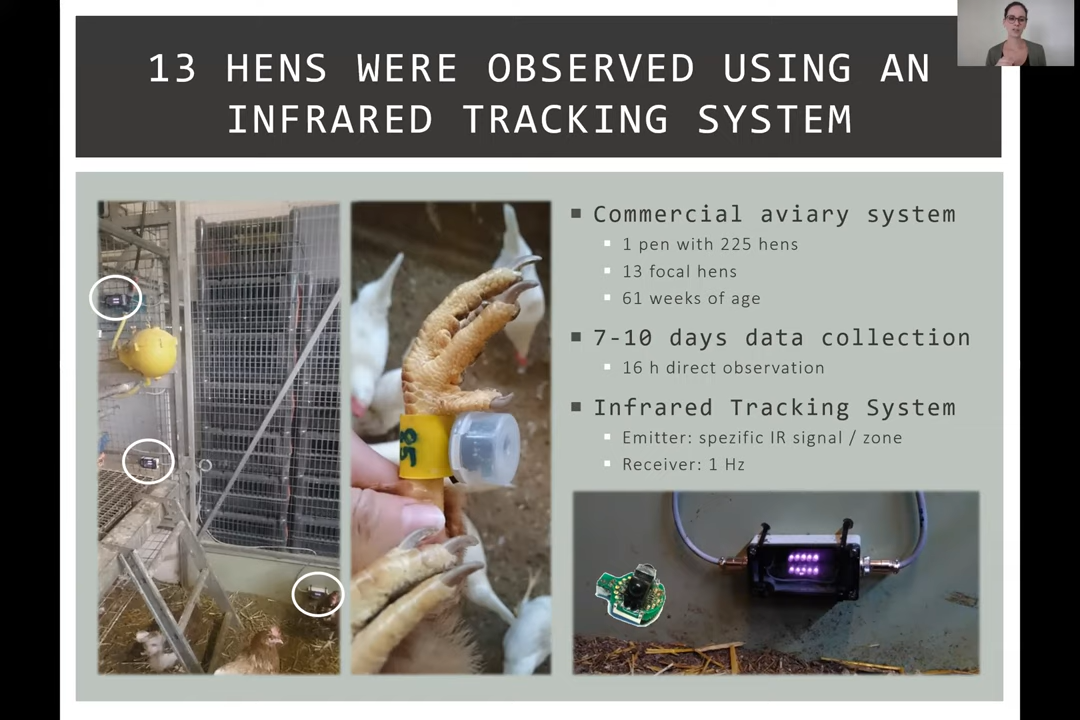 13 HENS WERE OBSERVED USING AN
INFRARED TRACKING SYSTEM
Commercial aviary system
1 pen with 225 hens
13 focal hens
61 weeks of age
7-10 days data collection
16 h direct observation
Infrared Tracking System
Emitter: spezific IR signal / zone
Receiver: 1 Hz